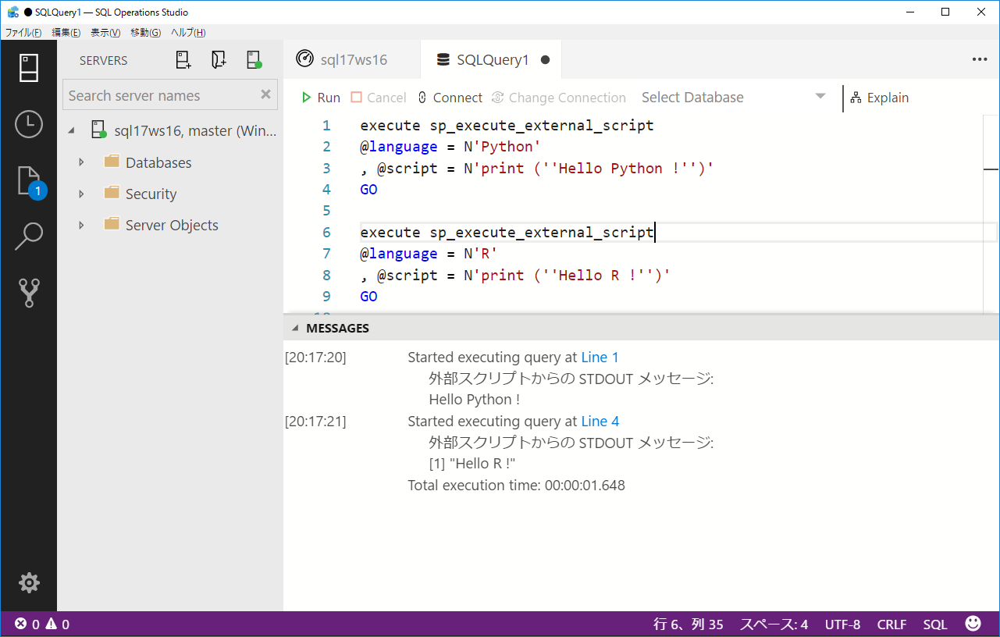 ● SQLQuery1 — SQL Operations Studio
ファイル(F) 編集(E) 表示(V) 移動(G) ヘルプ(H)
SERVERS
Search server names
sql17ws16, master (Win...
Databases
Security
Server Objects
1
sql17ws16
SQLQuery1 ●
Run Cancel Connect Change Connection Select Database Explain
1 execute sp_execute_external_script
2 @language = N'Python'
3 , @script = N'print (''Hello Python !'')'
4 GO
5
6 execute sp_execute_external_script
7 @language = N'R'
8 , @script = N'print (''Hello R !'')'
9 GO
MESSAGES
[20:17:20] Started executing query at Line 1
外部スクリプトからの STDOUT メッセージ:
Hello Python !
[20:17:21] Started executing query at Line 4
外部スクリプトからの STDOUT メッセージ:
[1] "Hello R !"
Total execution time: 00:00:01.648
0 0 行 6、列 35 スペース: 4 UTF-8 CRLF SQL